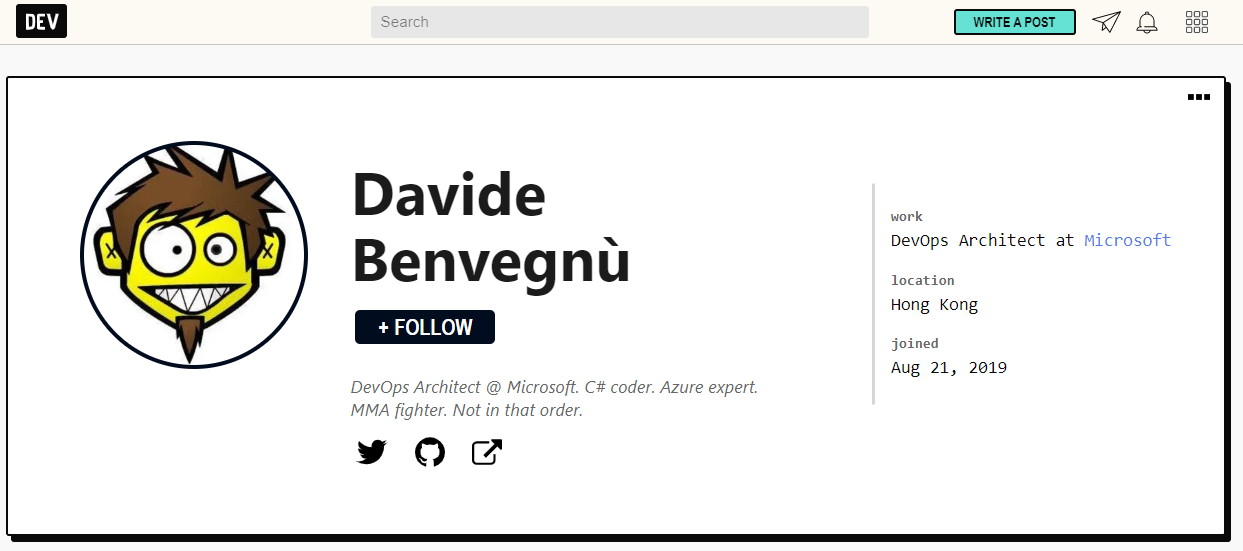 DEV
Search
WRITE A POST
Davide
Benvegnù
+ FOLLOW
DevOps Architect @ Microsoft. C# coder. Azure expert.
MMA fighter. Not in that order.
work
DevOps Architect at Microsoft
location
Hong Kong
joined
Aug 21, 2019